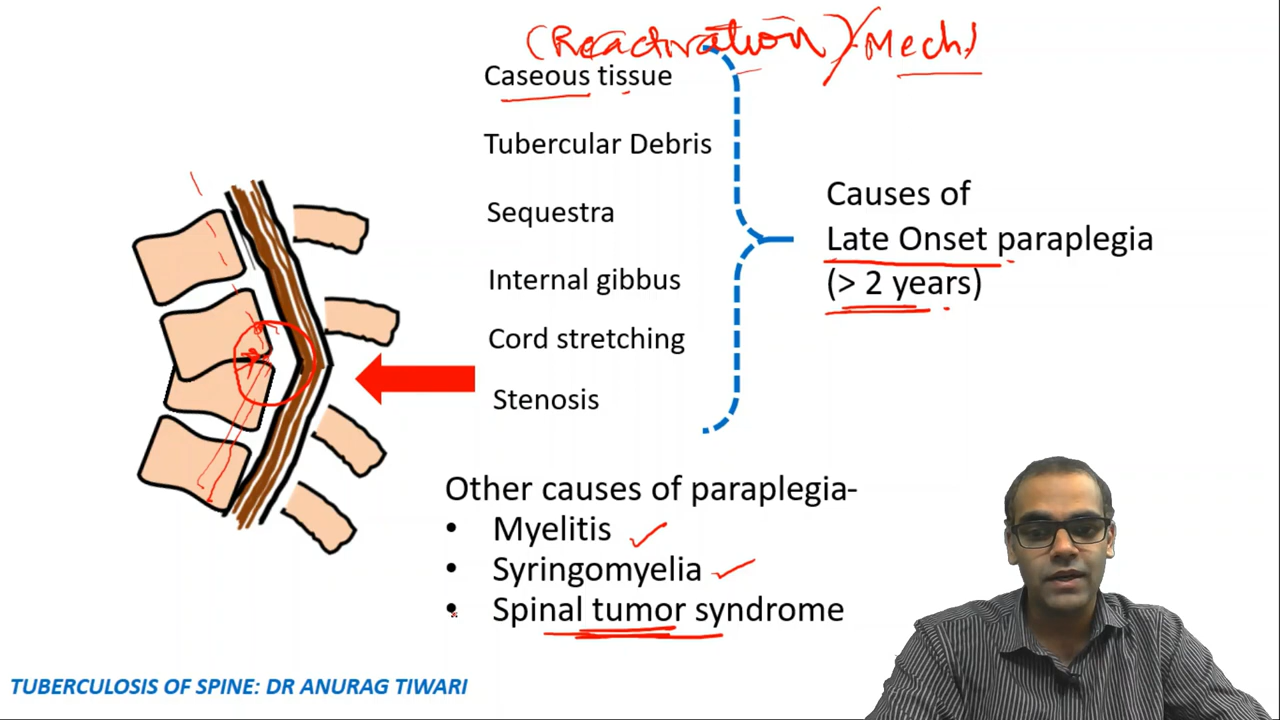 (Reactivation)/Mech.
Caseous tissue
Tubercular Debris
Sequestra
Internal gibbus
Cord stretching
Stenosis
Causes of
Late Onset paraplegia
(> 2 years)
Other causes of paraplegia-
• Myelitis
• Syringomyelia
• Spinal tumor syndrome
TUBERCULOSIS OF SPINE: DR ANURAG TIWARI